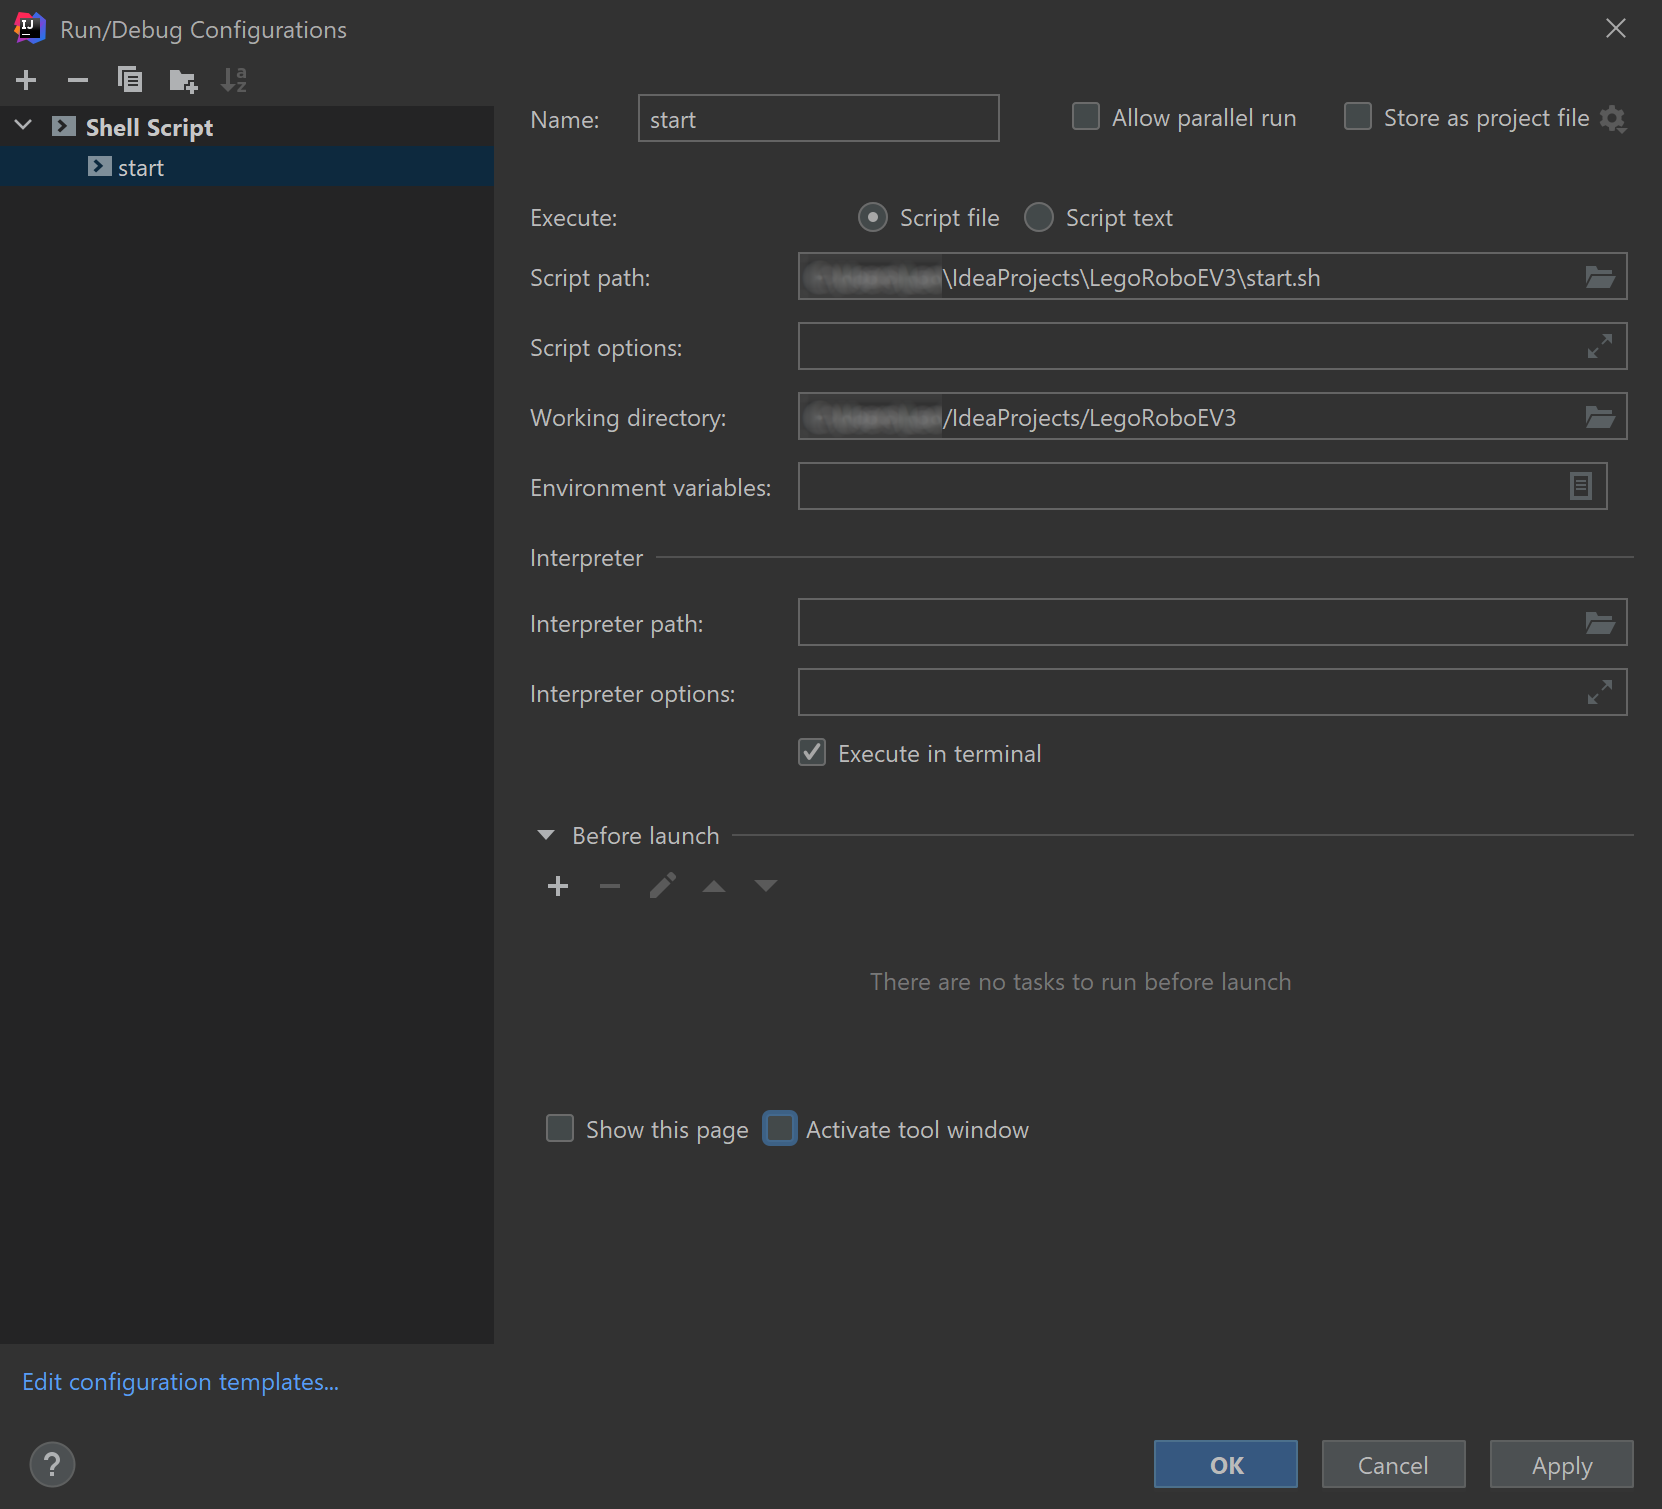 Run/Debug Configurations
Shell Script
start
Name: start Allow parallel run Store as project file
Execute: Script file Script text
Script path: \IdeaProjects\LegoRoboEV3\start.sh
Script options:
Working directory: /IdeaProjects/LegoRoboEV3
Environment variables:
Interpreter
Interpreter path:
Interpreter options:
Execute in terminal
Before launch
There are no tasks to run before launch
Show this page Activate tool window
Edit configuration templates...
? OK Cancel Apply